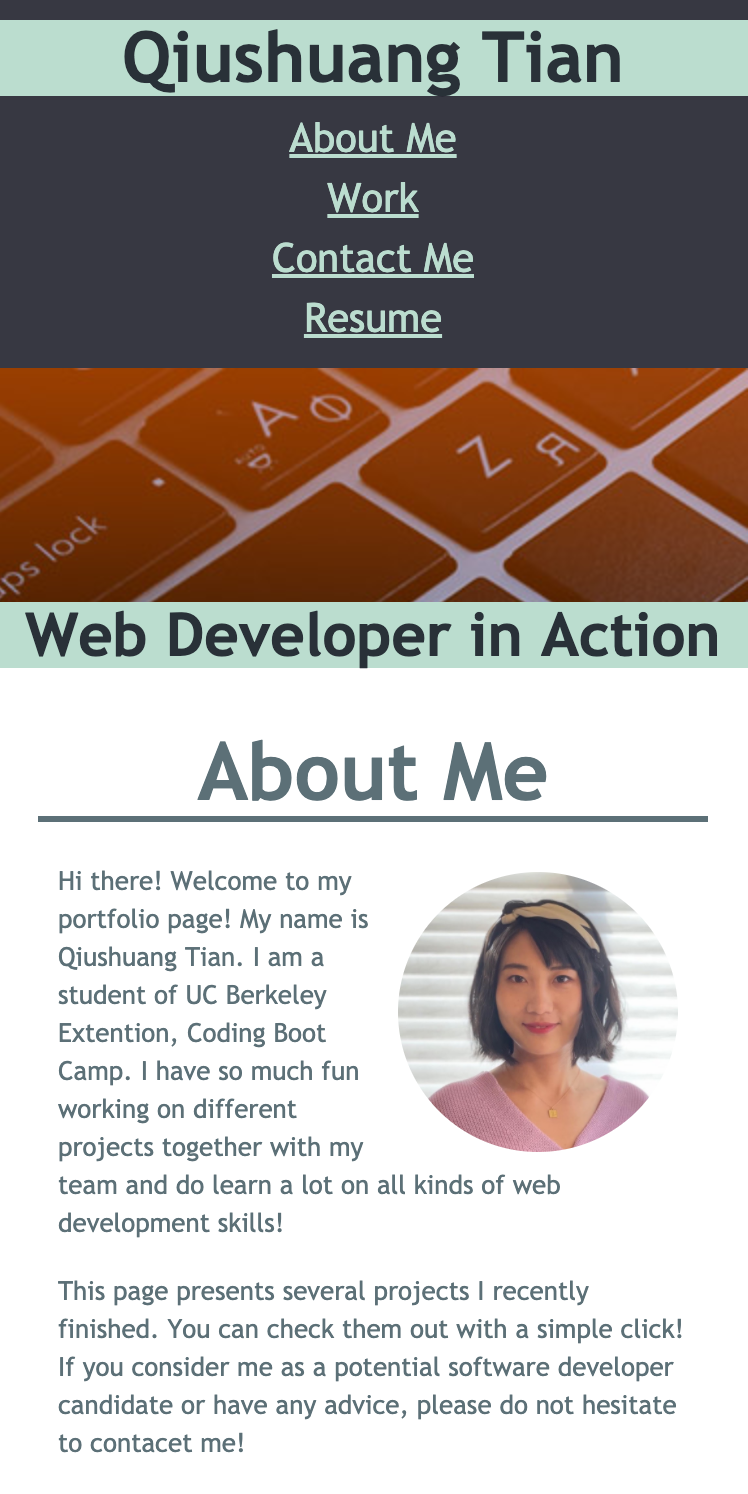 Qiushuang Tian
About Me
Work
Contact Me
Resume
A
AUTO
Z Я
aps lock
Web Developer in Action
About Me
Hi there! Welcome to my
portfolio page! My name is
Qiushuang Tian. I am a
student of UC Berkeley
Extention, Coding Boot
Camp. I have so much fun
working on different
projects together with my
team and do learn a lot on all kinds of web
development skills!
This page presents several projects I recently
finished. You can check them out with a simple click!
If you consider me as a potential software developer
candidate or have any advice, please do not hesitate
to contacet me!